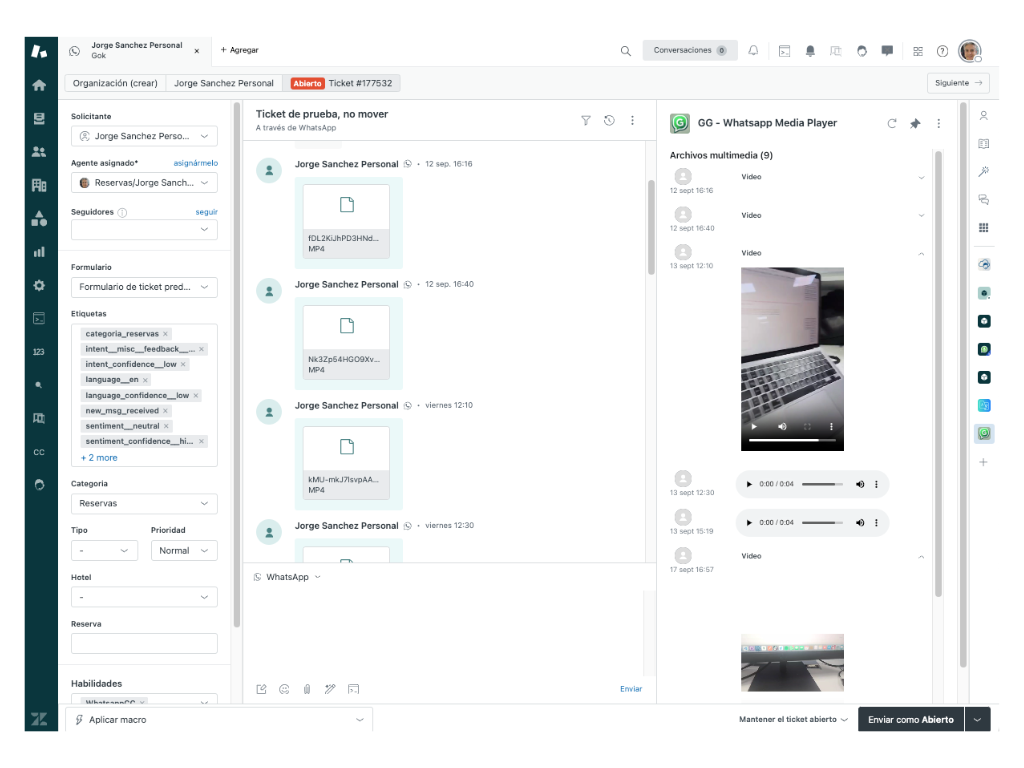 Jorge Sanchez Personal
Gok
+ Agregar
Conversaciones 0
Organización (crear)
Jorge Sanchez Personal
Abierto Ticket #177532
Siguiente
Solicitante
Jorge Sanchez Perso...
Agente asignado*
asignármelo
Reservas/Jorge Sanch...
Seguidores
seguir
Formulario
Formulario de ticket pred...
Etiquetas
categoria_reservas ×
intent__misc__feedback__... ×
intent_confidence__low ×
language__en ×
language_confidence__low ×
new_msg_received ×
sentiment__neutral ×
sentiment_confidence__hi... ×
+ 2 more
Categoria
Reservas
Tipo
Prioridad
-
Normal
Hotel
-
Reserva
Habilidades
WhatsappCC ×
Aplicar macro
123
CC
Ticket de prueba, no mover
A través de WhatsApp
Jorge Sanchez Personal • 12 sep. 16:16
fDL2KiJhPD3HNd...
MP4
Jorge Sanchez Personal • 12 sep. 16:40
Nk3Zp64HGO9Xv...
MP4
Jorge Sanchez Personal • viernes 12:10
kMU-mkJ7IsvpAA...
MP4
Jorge Sanchez Personal • viernes 12:30
WhatsApp
Enviar
GG - Whatsapp Media Player
Archivos multimedia (9)
Video
12 sept 16:16
Video
12 sept 16:40
Video
13 sept 12:10
0:00 / 0:04
13 sept 12:30
0:00 / 0:04
13 sept 15:19
Video
17 sept 16:57
Mantener el ticket abierto
Enviar como Abierto